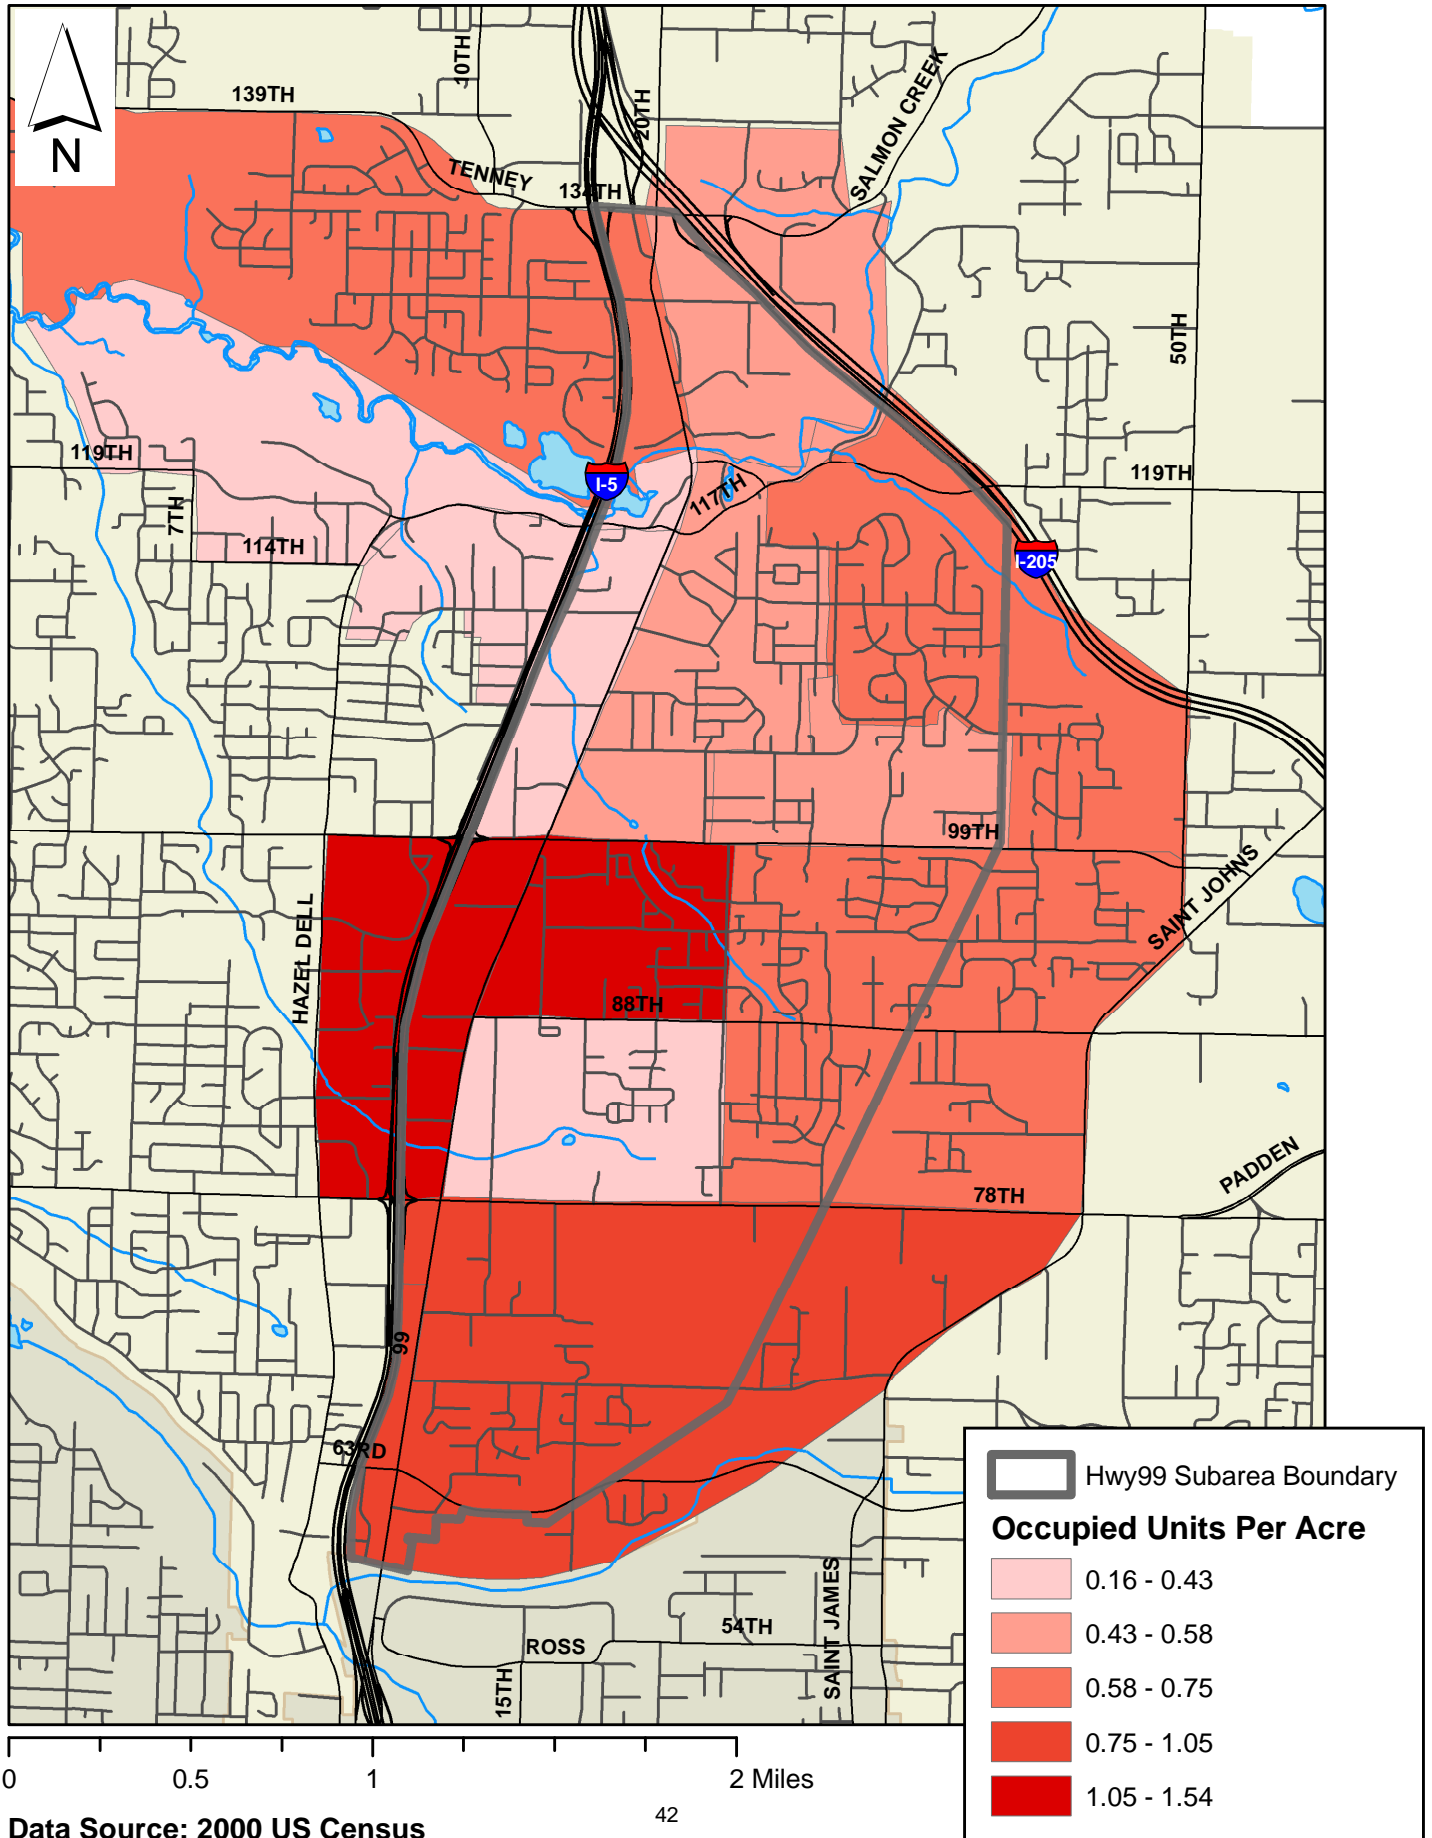 N
139TH
10TH
20TH
SALMON CREEK
TENNEY
134TH
50TH
119TH
7TH
114TH
I-5
117TH
119TH
I-205
99TH
SAINT JOHNS
HAZEL DELL
88TH
PADDEN
78TH
99
63RD
ROSS
15TH
54TH
SAINT JAMES
Hwy99 Subarea Boundary
Occupied Units Per Acre
0.16 - 0.43
0.43 - 0.58
0.58 - 0.75
0.75 - 1.05
1.05 - 1.54
0 0.5 1 2 Miles
42
Data Source: 2000 US Census